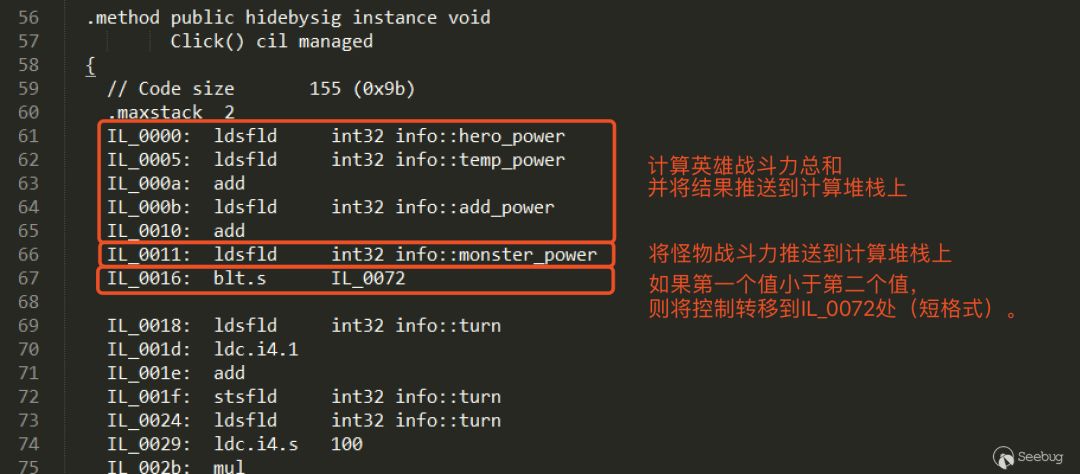 56 .method public hidebysig instance void
57 Click() cil managed
58 {
59 // Code size 155 (0x9b)
60 .maxstack 2
61 IL_0000: ldsfld int32 info::hero_power
62 IL_0005: ldsfld int32 info::temp_power
63 IL_000a: add
64 IL_000b: ldsfld int32 info::add_power
65 IL_0010: add
计算英雄战斗力总和
并将结果推送到计算堆栈上
66 IL_0011: ldsfld int32 info::monster_power
将怪物战斗力推送到计算堆栈上
67 IL_0016: blt.s IL_0072
如果第一个值小于第二个值，
则将控制转移到IL_0072处（短格式）。
68
69 IL_0018: ldsfld int32 info::turn
70 IL_001d: ldc.i4.1
71 IL_001e: add
72 IL_001f: stsfld int32 info::turn
73 IL_0024: ldsfld int32 info::turn
74 IL_0029: ldc.i4.s 100
75 IL_002b: mul
Seebug